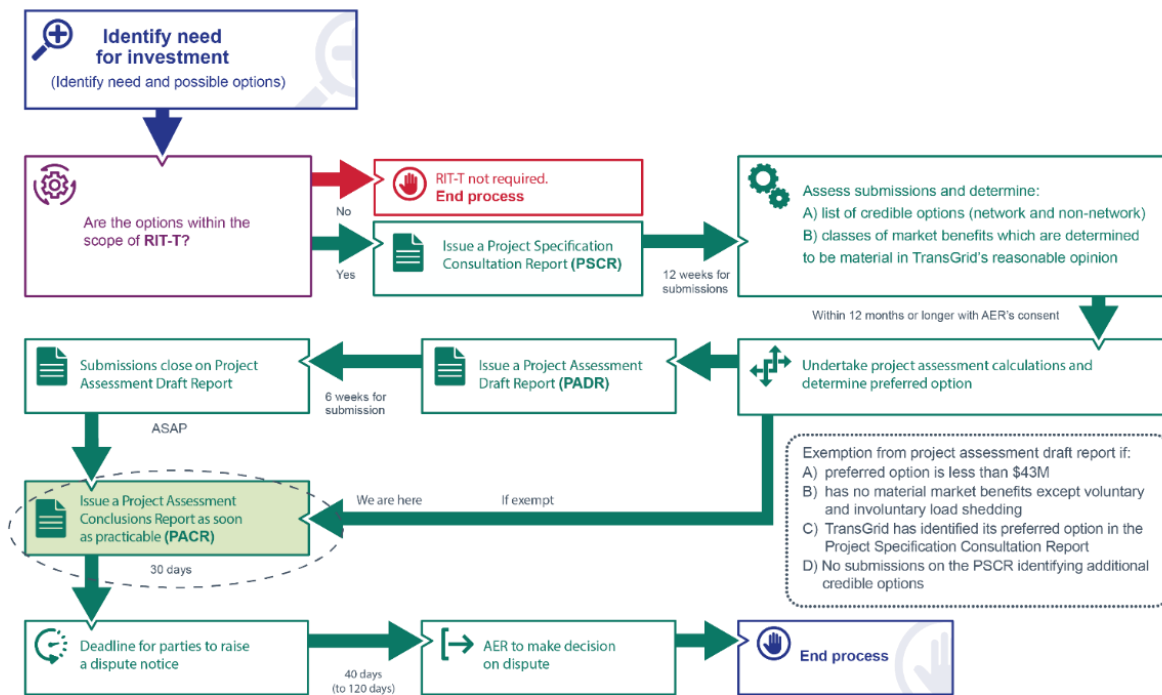 Identify need
for investment
(Identify need and possible options)
Are the options within the
scope of RIT-T?
No
Yes
RIT-T not required.
End process
Issue a Project Specification
Consultation Report (PSCR)
12 weeks for
submissions
Assess submissions and determine:
A) list of credible options (network and non-network)
B) classes of market benefits which are determined
to be material in TransGrid's reasonable opinion
Within 12 months or longer with AER's consent
Undertake project assessment calculations and
determine preferred option
Issue a Project Assessment
Draft Report (PADR)
6 weeks for
submission
Submissions close on Project
Assessment Draft Report
ASAP
Exemption from project assessment draft report if:
A) preferred option is less than $43M
B) has no material market benefits except voluntary
and involuntary load shedding
C) TransGrid has identified its preferred option in the
Project Specification Consultation Report
D) No submissions on the PSCR identifying additional
credible options
We are here
If exempt
Issue a Project Assessment
Conclusions Report as soon
as practicable (PACR)
30 days
Deadline for parties to raise
a dispute notice
40 days
(to 120 days)
AER to make decision
on dispute
End process